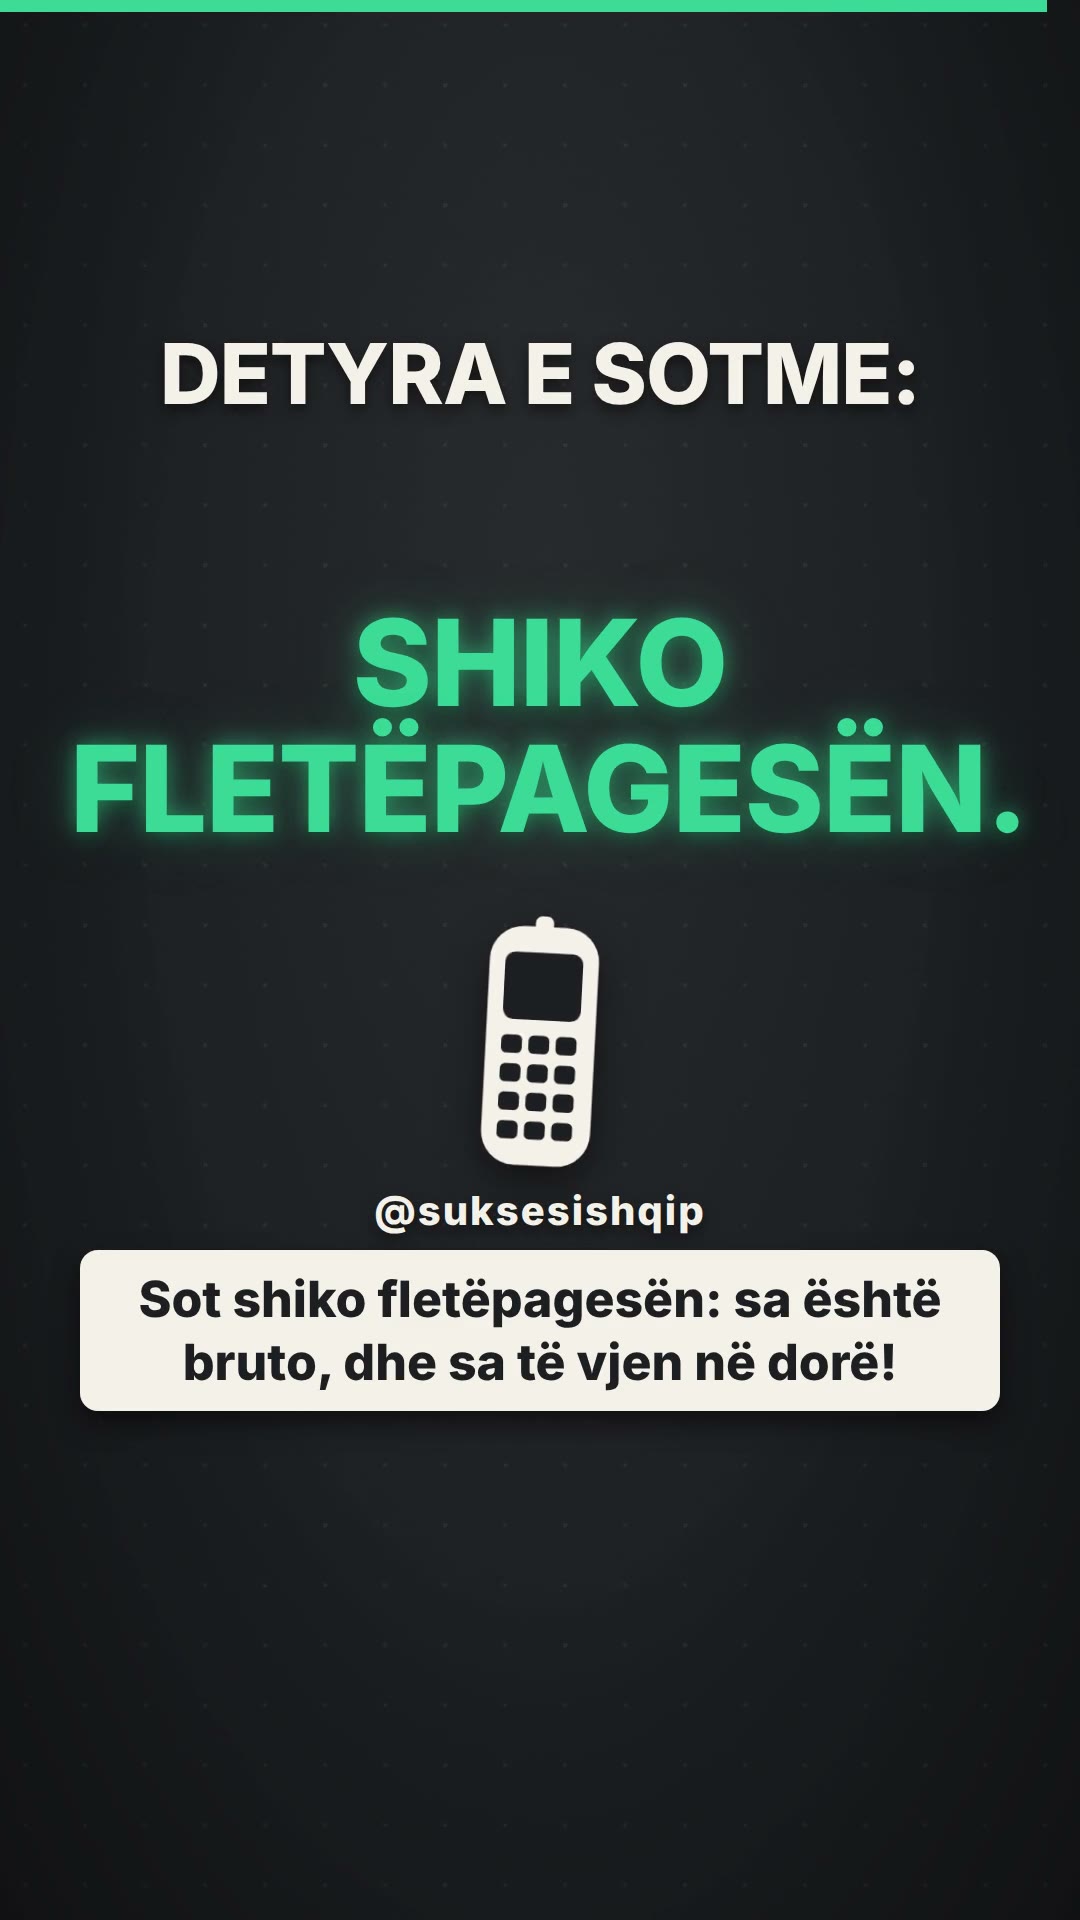 DETYRA E SOTME:
SHIKO
FLETËPAGESËN.
@suksesishqip
Sot shiko fletëpagesën: sa është
bruto, dhe sa të vjen në dorë!